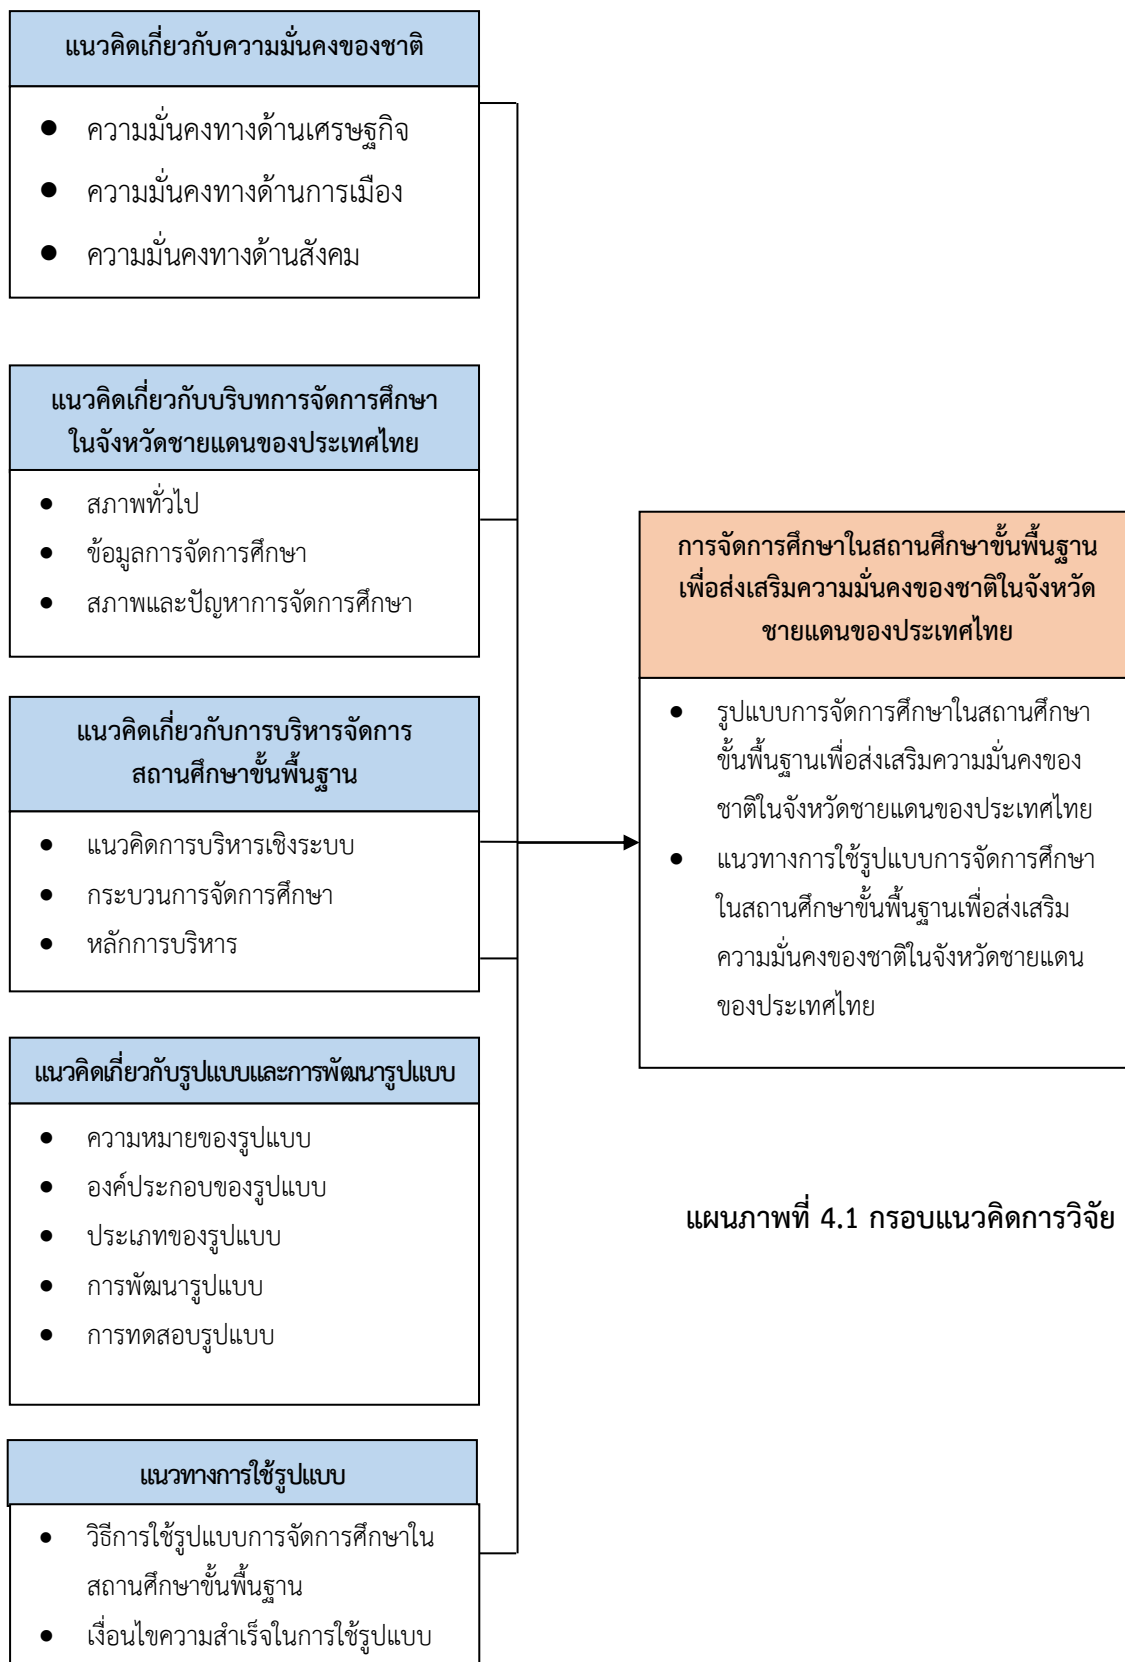 แนวคิดเกี่ยวกับความมั่นคงของชาติ
● ความมั่นคงทางด้านเศรษฐกิจ
● ความมั่นคงทางด้านการเมือง
● ความมั่นคงทางด้านสังคม
แนวคิดเกี่ยวกับบริบทการจัดการศึกษา
ในจังหวัดชายแดนของประเทศไทย
● สภาพทั่วไป
● ข้อมูลการจัดการศึกษา
● สภาพและปัญหาการจัดการศึกษา
แนวคิดเกี่ยวกับการบริหารจัดการ
สถานศึกษาขั้นพื้นฐาน
● แนวคิดการบริหารเชิงระบบ
● กระบวนการจัดการศึกษา
● หลักการบริหาร
แนวคิดเกี่ยวกับรูปแบบและการพัฒนารูปแบบ
● ความหมายของรูปแบบ
● องค์ประกอบของรูปแบบ
● ประเภทของรูปแบบ
● การพัฒนารูปแบบ
● การทดสอบรูปแบบ
แนวทางการใช้รูปแบบ
● วิธีการใช้รูปแบบการจัดการศึกษาใน
สถานศึกษาขั้นพื้นฐาน
● เงื่อนไขความสำเร็จในการใช้รูปแบบ
การจัดการศึกษาในสถานศึกษาขั้นพื้นฐาน
เพื่อส่งเสริมความมั่นคงของชาติในจังหวัด
ชายแดนของประเทศไทย
● รูปแบบการจัดการศึกษาในสถานศึกษา
ขั้นพื้นฐานเพื่อส่งเสริมความมั่นคงของ
ชาติในจังหวัดชายแดนของประเทศไทย
● แนวทางการใช้รูปแบบการจัดการศึกษา
ในสถานศึกษาขั้นพื้นฐานเพื่อส่งเสริม
ความมั่นคงของชาติในจังหวัดชายแดน
ของประเทศไทย
แผนภาพที่ 4.1 กรอบแนวคิดการวิจัย